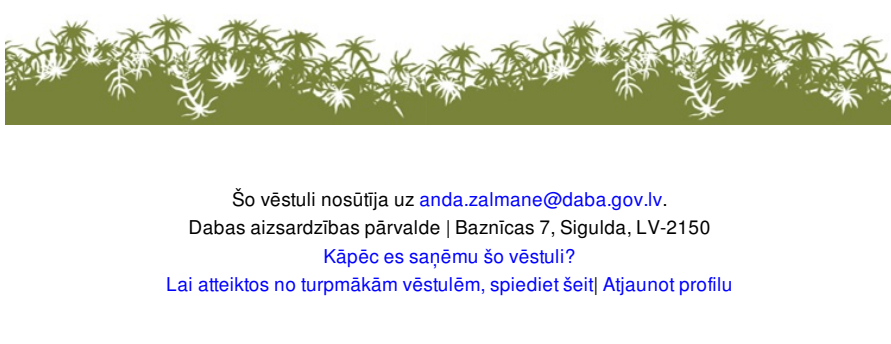 Šo vēstuli nosūtīja uz anda.zalmane@daba.gov.lv.
Dabas aizsardzības pārvalde | Baznīcas 7, Sigulda, LV-2150
Kāpēc es saņēmu šo vēstuli?
Lai atteiktos no turpmākām vēstulēm, spiediet šeit| Atjaunot profilu